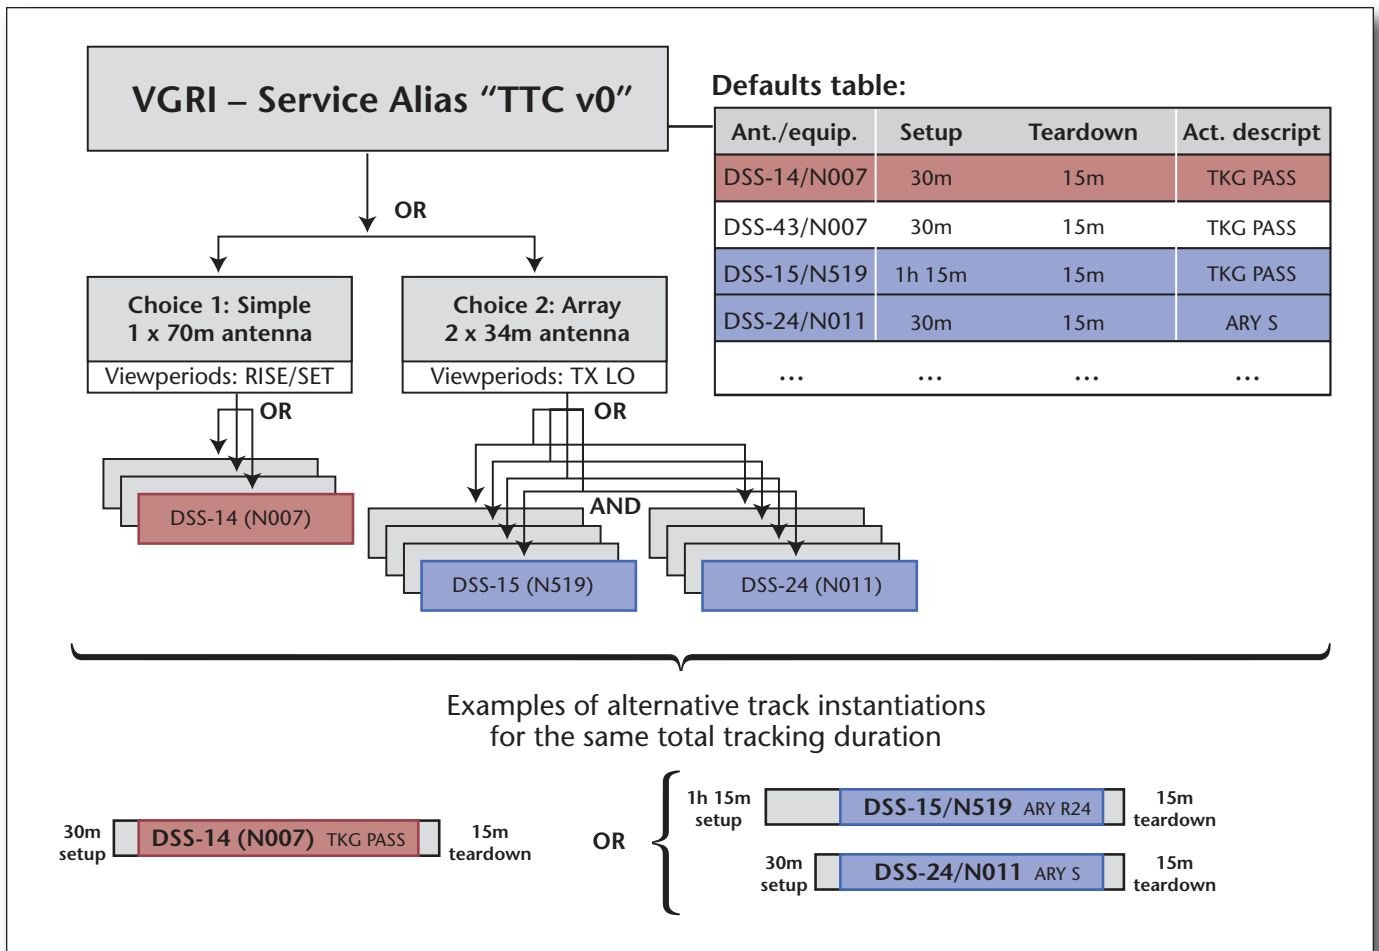 VGRI – Service Alias “TTC v0”
Defaults table:
Ant./equip. Setup Teardown Act. descript
DSS-14/N007 30m 15m TKG PASS
DSS-43/N007 30m 15m TKG PASS
DSS-15/N519 1h 15m 15m TKG PASS
DSS-24/N011 30m 15m ARY S
... ... ... ...
OR
Choice 1: Simple
1 x 70m antenna
Viewperiods: RISE/SET
Choice 2: Array
2 x 34m antenna
Viewperiods: TX LO
OR
OR
DSS-14 (N007)
AND
DSS-15 (N519)
DSS-24 (N011)
Examples of alternative track instantiations
for the same total tracking duration
30m
setup
DSS-14 (N007) TKG PASS
15m
teardown
OR
1h 15m
setup
DSS-15/N519 ARY R24
15m
teardown
30m
setup
DSS-24/N011 ARY S
15m
teardown